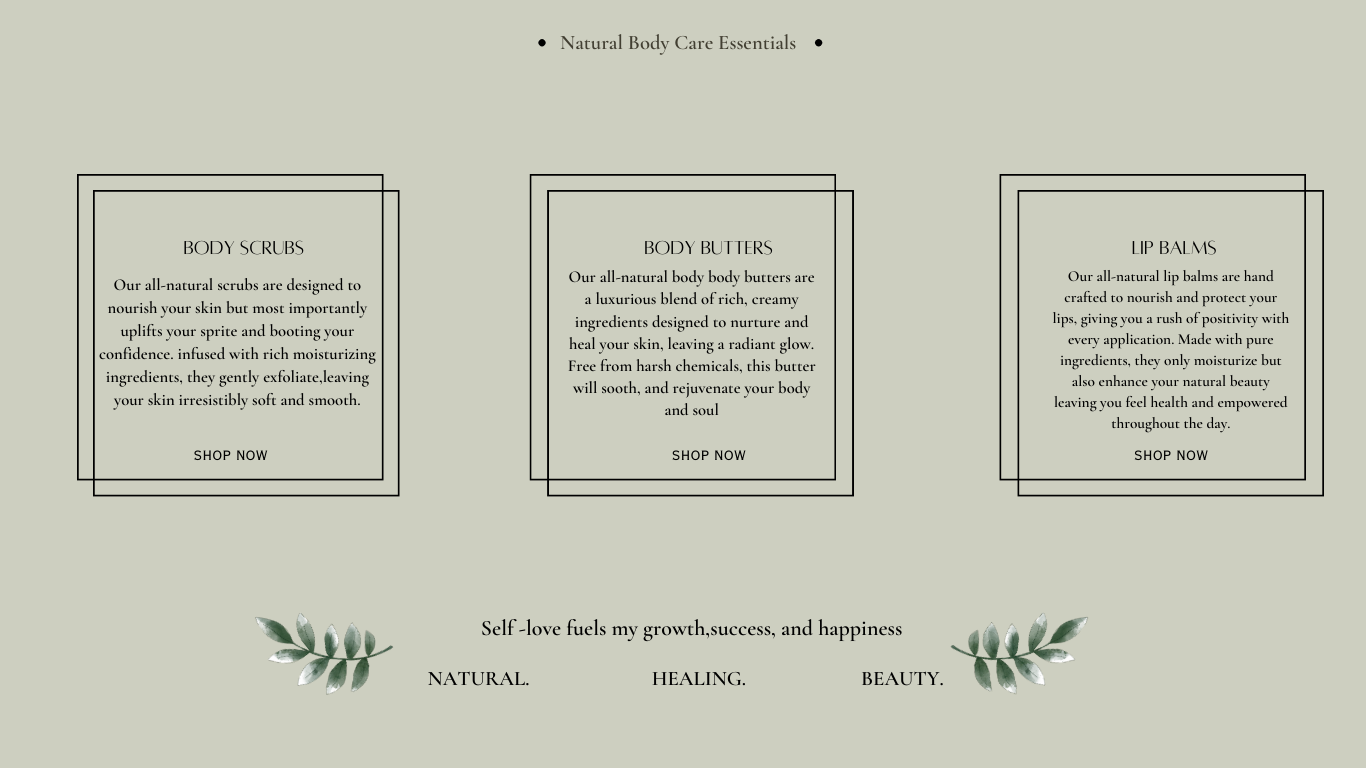 Natural Body Care Essentials
BODY SCRUBS
Our all-natural scrubs are designed to
nourish your skin but most importantly
uplifts your sprite and booting your
confidence. infused with rich moisturizing
ingredients, they gently exfoliate,leaving
your skin irresistibly soft and smooth.
SHOP NOW
BODY BUTTERS
Our all-natural body body butters are
a luxurious blend of rich, creamy
ingredients designed to nurture and
heal your skin, leaving a radiant glow.
Free from harsh chemicals, this butter
will sooth, and rejuvenate your body
and soul
SHOP NOW
LIP BALMS
Our all-natural lip balms are hand
crafted to nourish and protect your
lips, giving you a rush of positivity with
every application. Made with pure
ingredients, they only moisturize but
also enhance your natural beauty
leaving you feel health and empowered
throughout the day.
SHOP NOW
Self -love fuels my growth,success, and happiness
NATURAL. HEALING. BEAUTY.